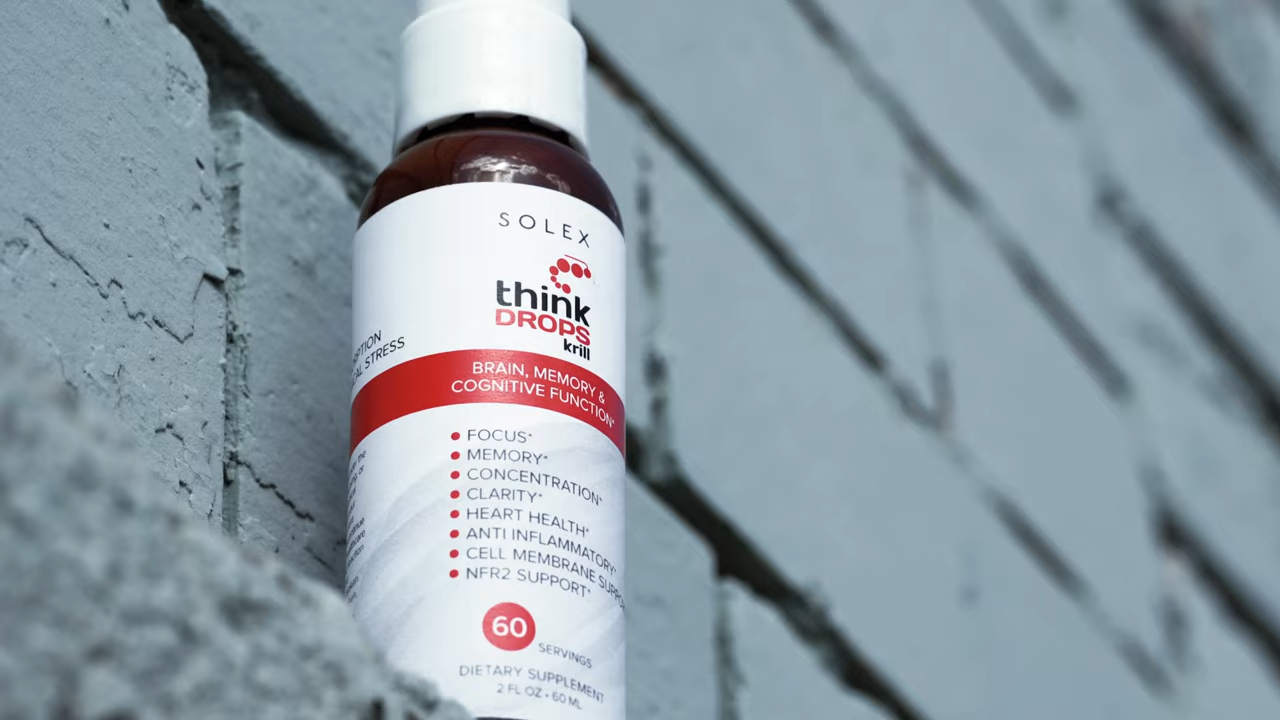 SOLEX
think
DROPS
krill
STRESS
BRAIN, MEMORY &
COGNITIVE FUNCTION*
FOCUS*
MEMORY*
CONCENTRATION*
CLARITY*
HEART HEALTH*
ANTI INFLAMMATORY*
CELL MEMBRANE
NFR2 SUPPORT*
60
SERVINGS
DIETARY SUPPLEMENT
2 FL OZ • 60 ML